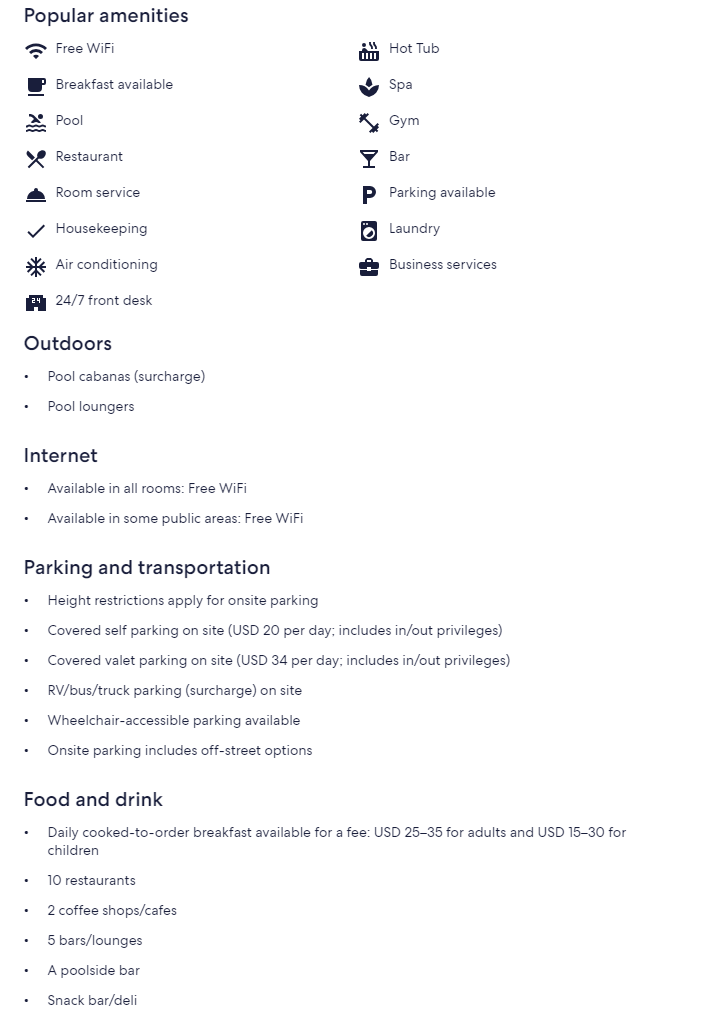 Popular amenities
Free WiFi
Hot Tub
Breakfast available
Spa
Pool
Gym
Restaurant
Bar
Room service
Parking available
Housekeeping
Laundry
Air conditioning
Business services
24/7 front desk
Outdoors
• Pool cabanas (surcharge)
• Pool loungers
Internet
• Available in all rooms: Free WiFi
• Available in some public areas: Free WiFi
Parking and transportation
• Height restrictions apply for onsite parking
• Covered self parking on site (USD 20 per day; includes in/out privileges)
• Covered valet parking on site (USD 34 per day; includes in/out privileges)
• RV/bus/truck parking (surcharge) on site
• Wheelchair-accessible parking available
• Onsite parking includes off-street options
Food and drink
• Daily cooked-to-order breakfast available for a fee: USD 25–35 for adults and USD 15–30 for
children
• 10 restaurants
• 2 coffee shops/cafes
• 5 bars/lounges
• A poolside bar
• Snack bar/deli